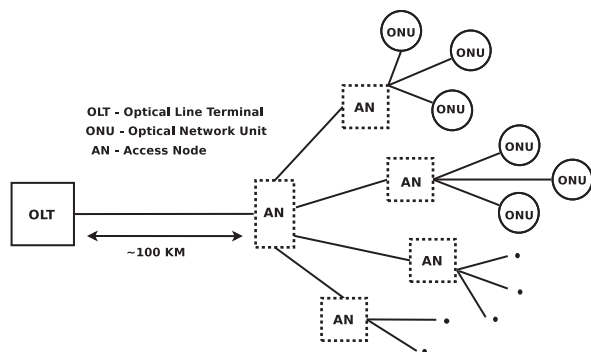 ONU
ONU
ONU
AN
OLT - Optical Line Terminal
ONU - Optical Network Unit
AN - Access Node
ONU
AN
ONU
ONU
OLT
AN
~100 KM
AN
AN